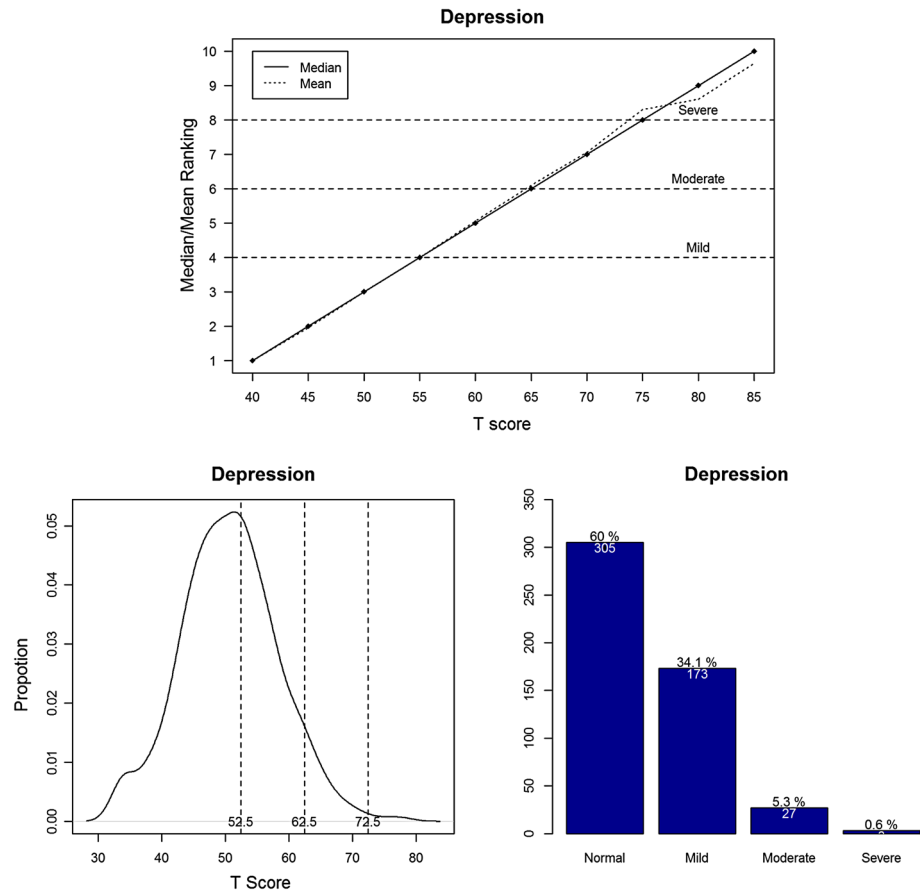 Depression
Median
Mean
Severe
Moderate
Mild
Median/Mean Ranking
10
9
8
7
6
5
4
3
2
1
40 45 50 55 60 65 70 75 80 85
T score
Depression
Propotion
0.05
0.04
0.03
0.02
0.01
0.00
52.5 62.5 72.5
30 40 50 60 70 80
T Score
Depression
350
300
250
200
150
100
50
0
60 %
305
34.1 %
173
5.3 %
27
0.6 %
Normal Mild Moderate Severe